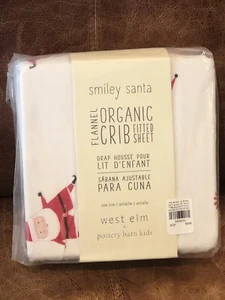 smiley santa
FLANNEL
ORGANIC
CRIB
FITTED
SHEET
DRAP HOUSSE POUR
LIT D'ENFANT
SÁBANA AJUSTABLE
PARA CUNA
west elm
pottery barn kids